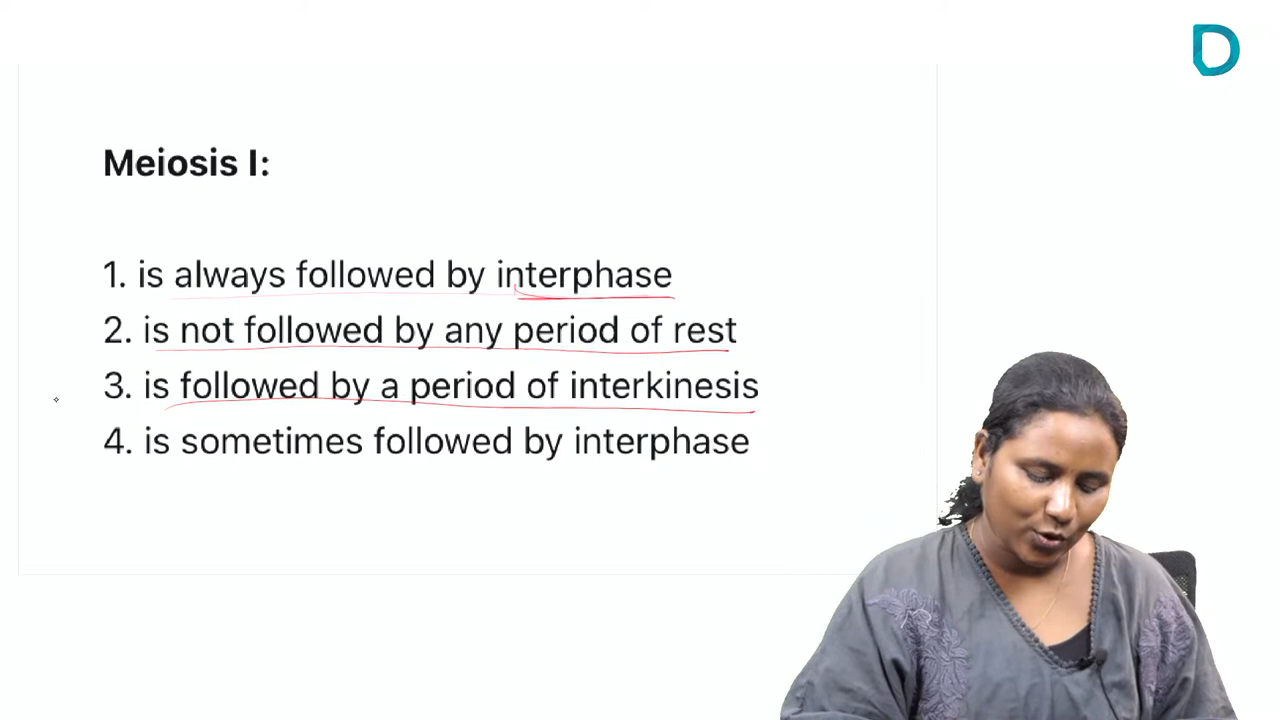 Meiosis I:
1. is always followed by interphase
2. is not followed by any period of rest
3. is followed by a period of interkinesis
4. is sometimes followed by interphase